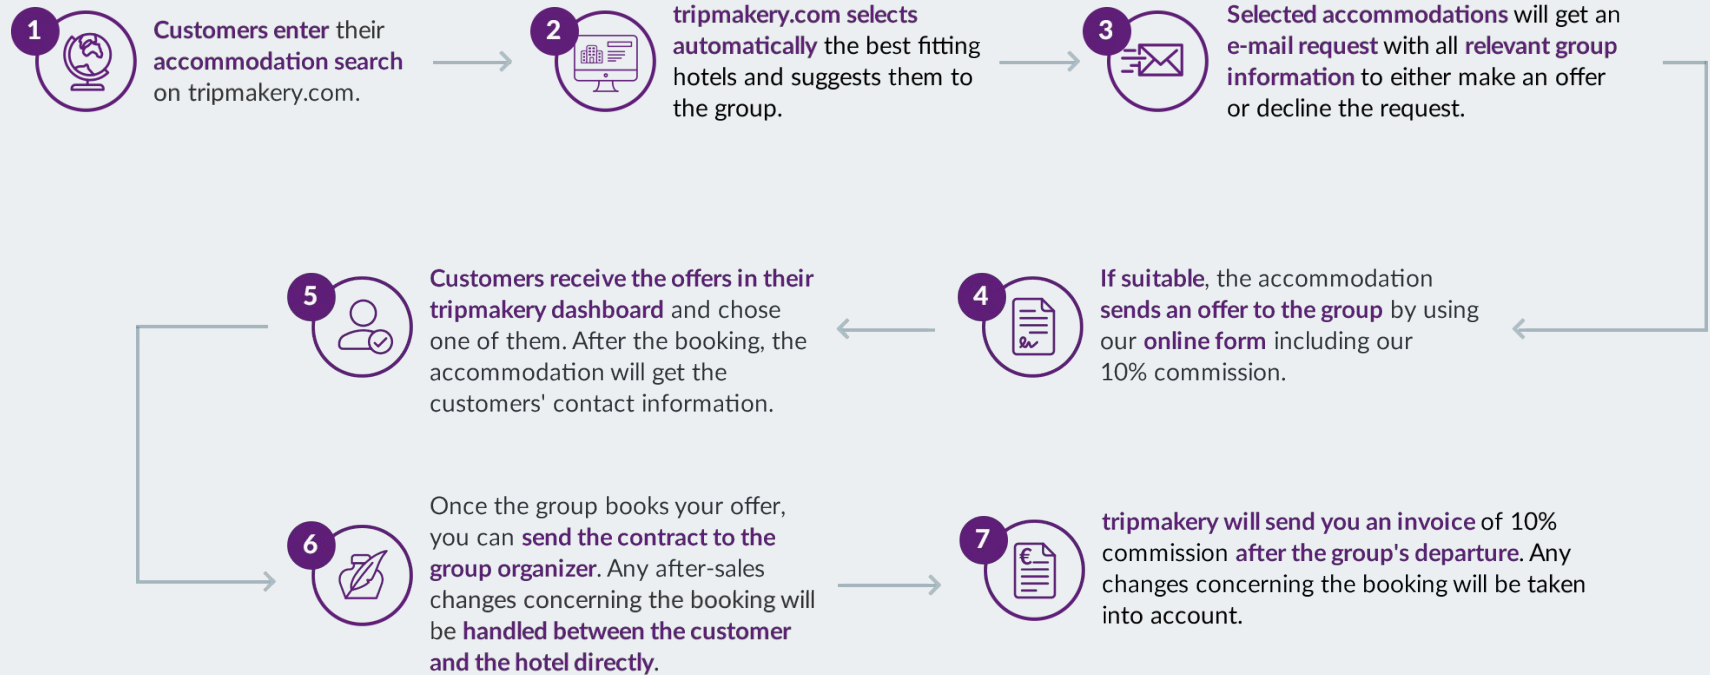 1
Customers enter their
accommodation search
on tripmakery.com.
2
tripmakery.com selects
automatically the best fitting
hotels and suggests them to
the group.
3
Selected accommodations will get an
e-mail request with all relevant group
information to either make an offer
or decline the request.
4
If suitable, the accommodation
sends an offer to the group by using
our online form including our
10% commission.
5
Customers receive the offers in their
tripmakery dashboard and chose
one of them. After the booking, the
accommodation will get the
customers' contact information.
6
Once the group books your offer,
you can send the contract to the
group organizer. Any after-sales
changes concerning the booking will
be handled between the customer
and the hotel directly.
7
€
tripmakery will send you an invoice of 10%
commission after the group's departure. Any
changes concerning the booking will be taken
into account.